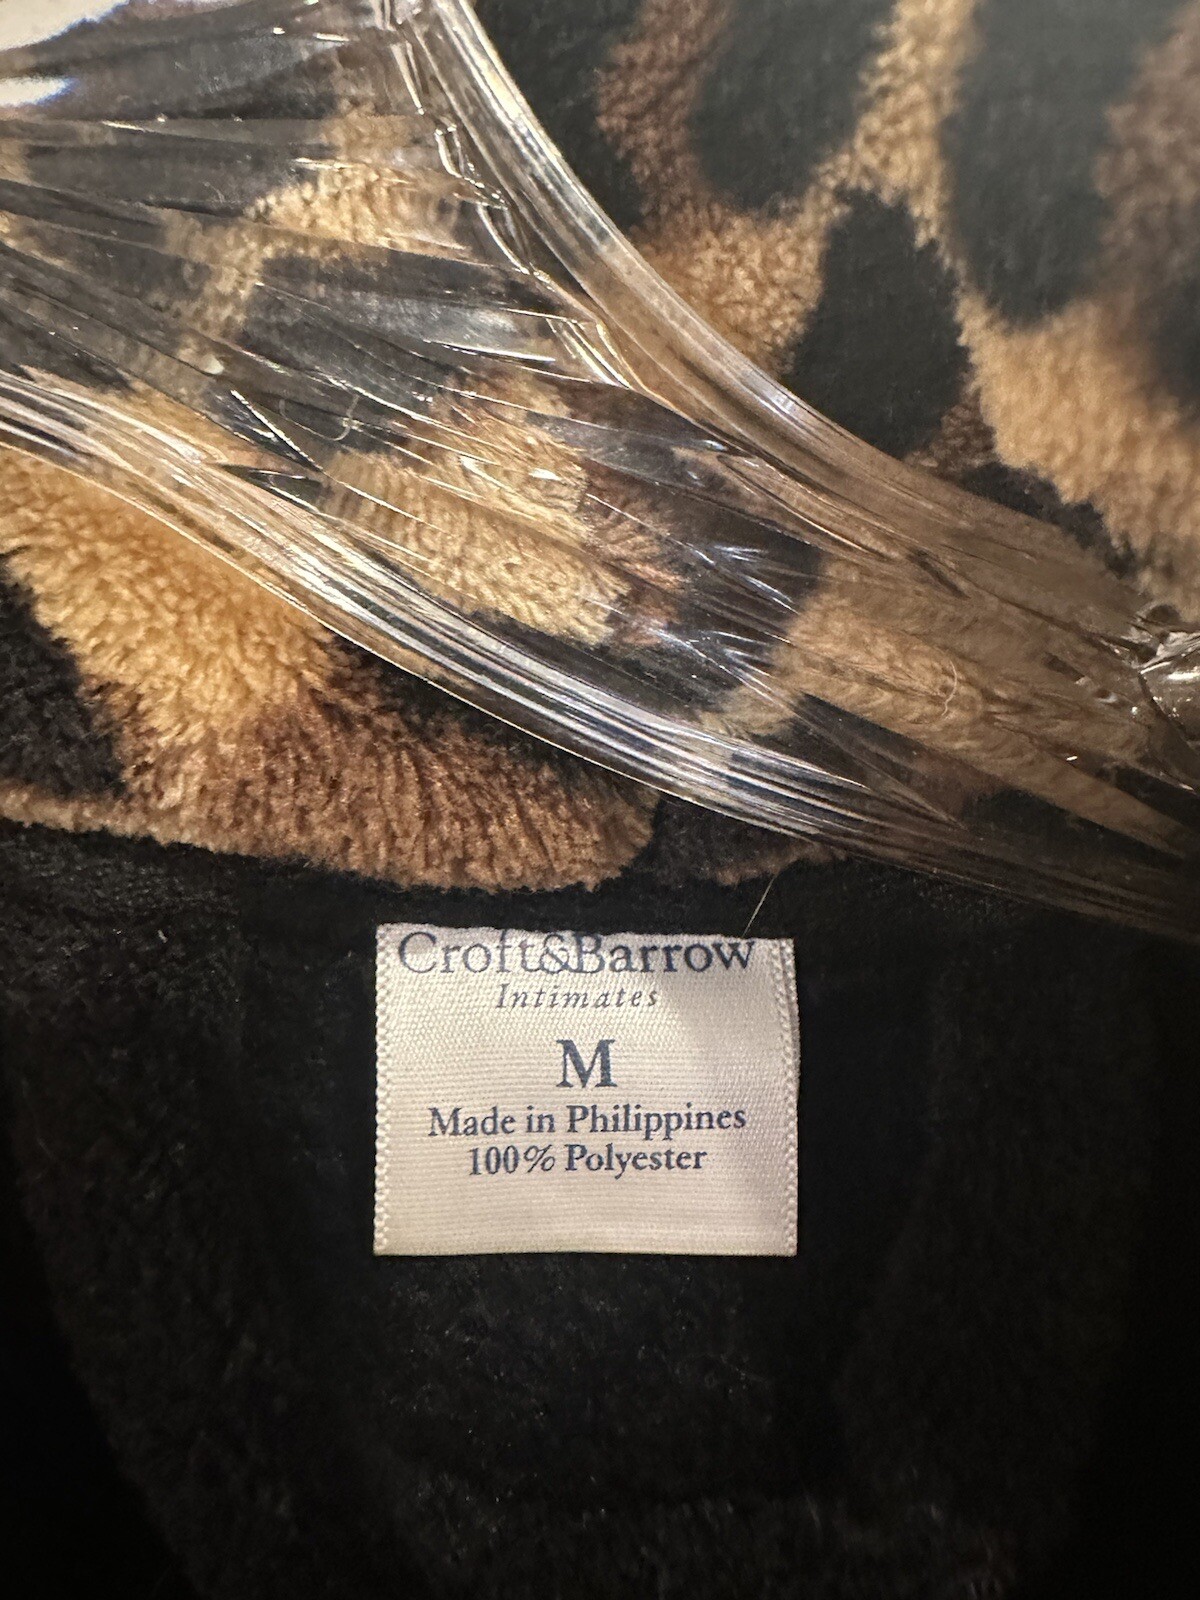 Croft&Barrow
Intimates
M
Made in Philippines
100% Polyester